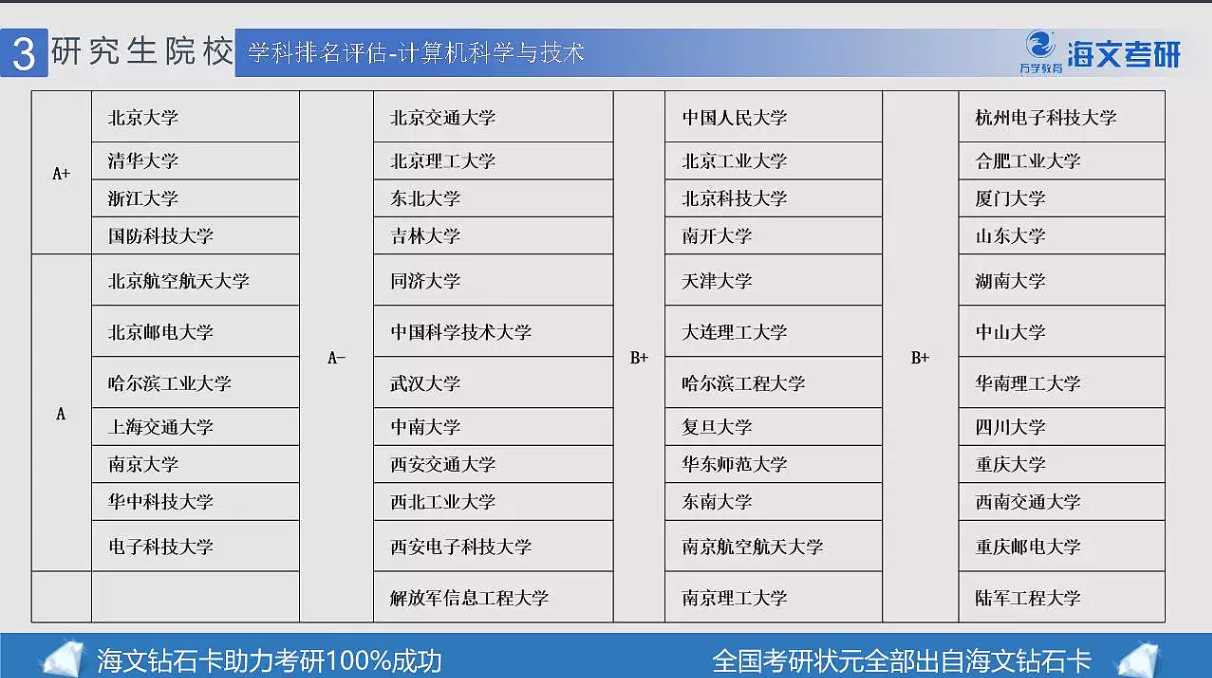 3 研究生院校 学科排名评估-计算机科学与技术
万学教育 海文考研
A+
北京大学
清华大学
浙江大学
国防科技大学
A
北京航空航天大学
北京邮电大学
哈尔滨工业大学
上海交通大学
南京大学
华中科技大学
电子科技大学
A-
北京交通大学
北京理工大学
东北大学
吉林大学
同济大学
中国科学技术大学
武汉大学
中南大学
西安交通大学
西北工业大学
西安电子科技大学
解放军信息工程大学
B+
中国人民大学
北京工业大学
北京科技大学
南开大学
天津大学
大连理工大学
哈尔滨工程大学
复旦大学
华东师范大学
东南大学
南京航空航天大学
南京理工大学
B+
杭州电子科技大学
合肥工业大学
厦门大学
山东大学
湖南大学
中山大学
华南理工大学
四川大学
重庆大学
西南交通大学
重庆邮电大学
陆军工程大学
海文钻石卡助力考研100%成功
全国考研状元全部出自海文钻石卡